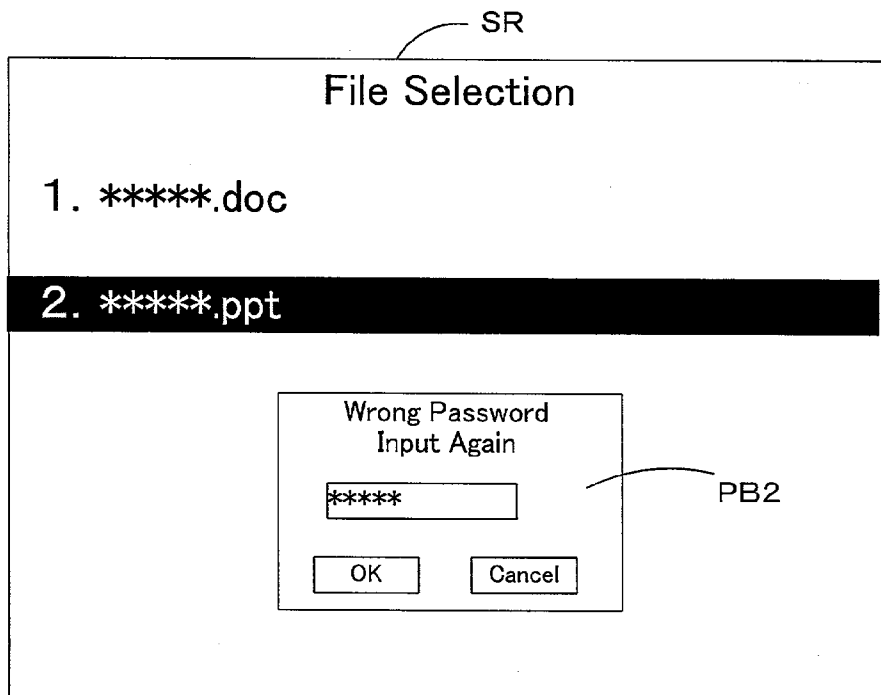 SR
File Selection
1. *****.doc
2. *****.ppt
Wrong Password
Input Again
*****
PB2
OK Cancel